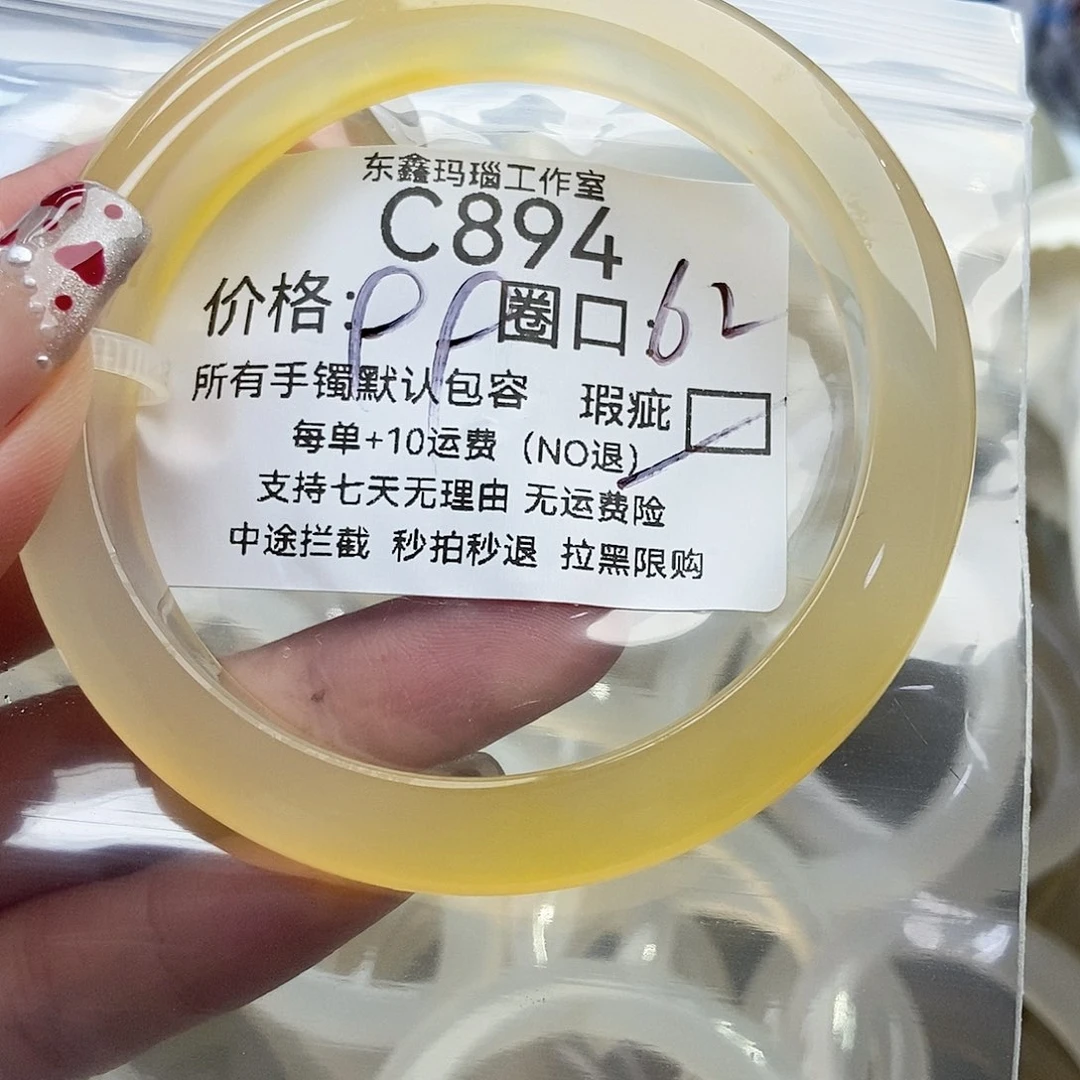 东鑫玛瑙工作室
C894
价格: PP 圈口: 62
所有手镯默认包容 瑕疵
每单+10运费（NO退）
支持七天无理由 无运费险
中途拦截 秒拍秒退 拉黑限购